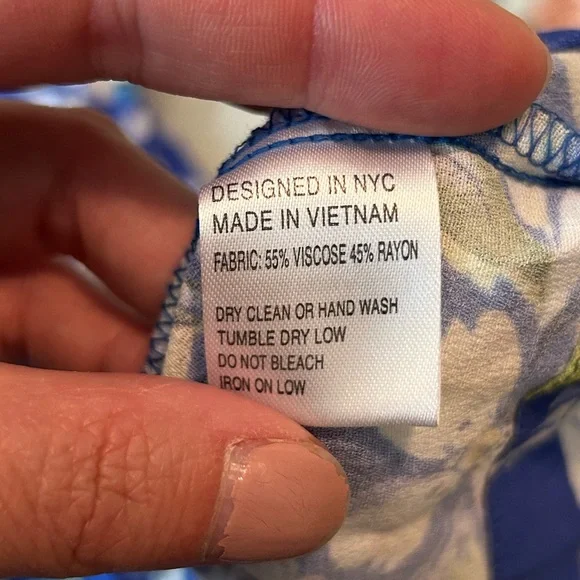 DESIGNED IN NYC
MADE IN VIETNAM
FABRIC: 55% VISCOSE 45% RAYON
DRY CLEAN OR HAND WASH
TUMBLE DRY LOW
DO NOT BLEACH
IRON ON LOW